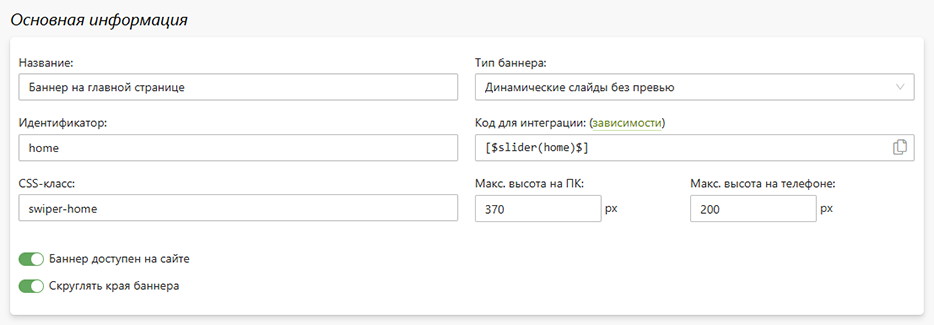 Основная информация
Название:
Баннер на главной странице
Тип баннера:
Динамические слайды без превью
Идентификатор:
home
Код для интеграции: (зависимости)
[$slider(home)$]
CSS-класс:
swiper-home
Макс. высота на ПК:
370 px
Макс. высота на телефоне:
200 px
Баннер доступен на сайте
Скруглять края баннера